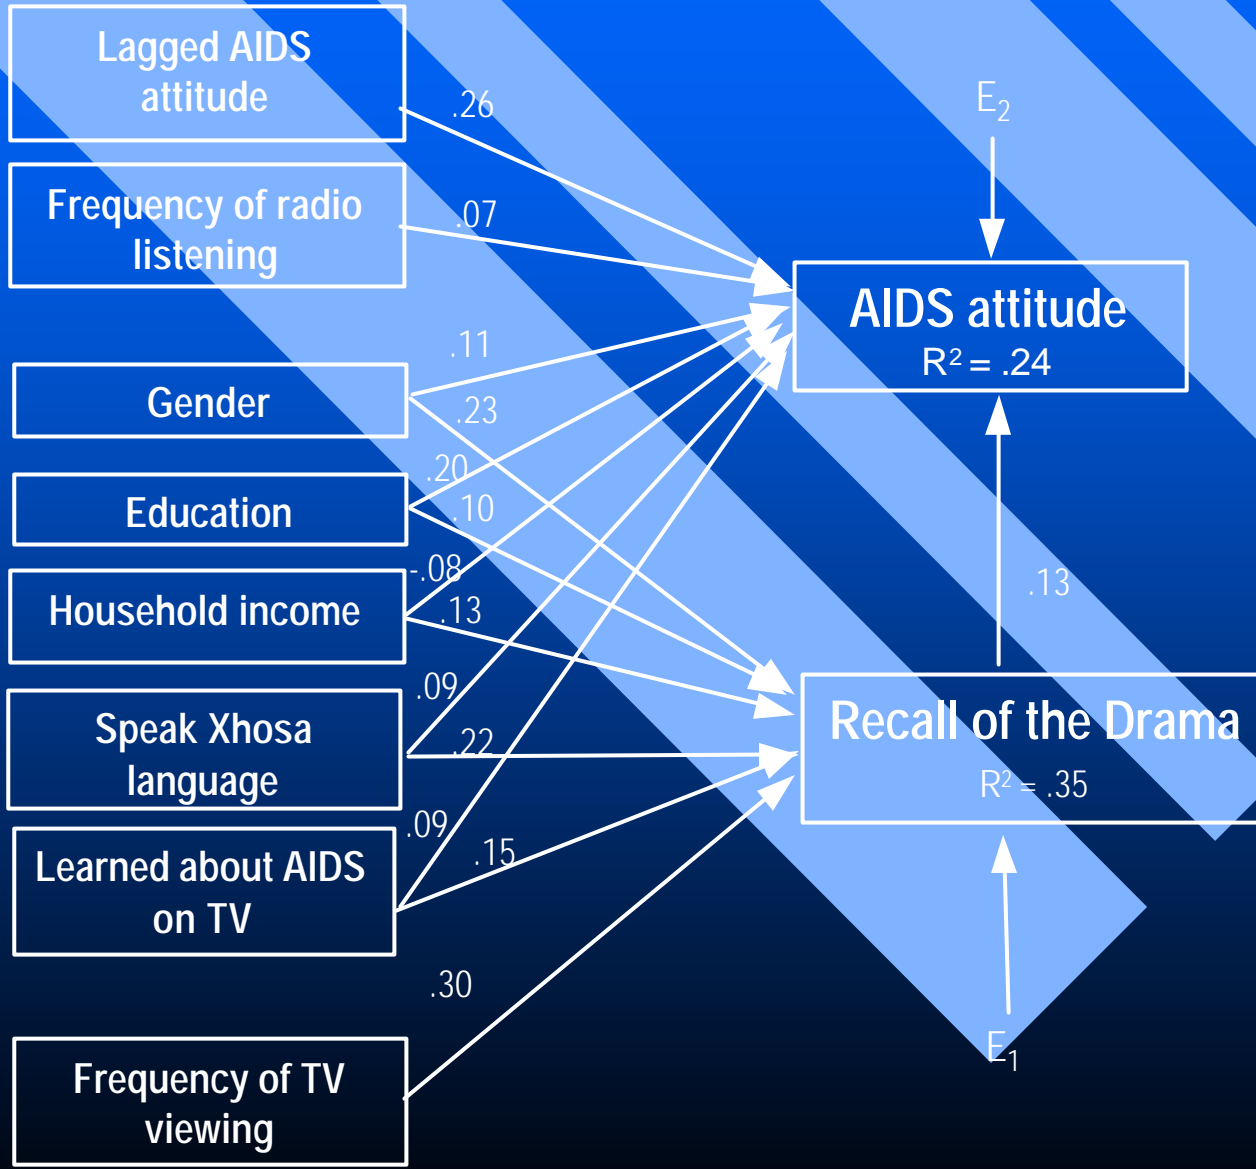 Lagged AIDS
attitude
.26
E₂
Frequency of radio
listening
.07
AIDS attitude
R² = .24
.11
Gender
.23
.20
Education
.10
-.08
Household income
.13
.13
.09
Speak Xhosa
language
.22
Recall of the Drama
R² = .35
.09
Learned about AIDS
on TV
.15
.30
E₁
Frequency of TV
viewing